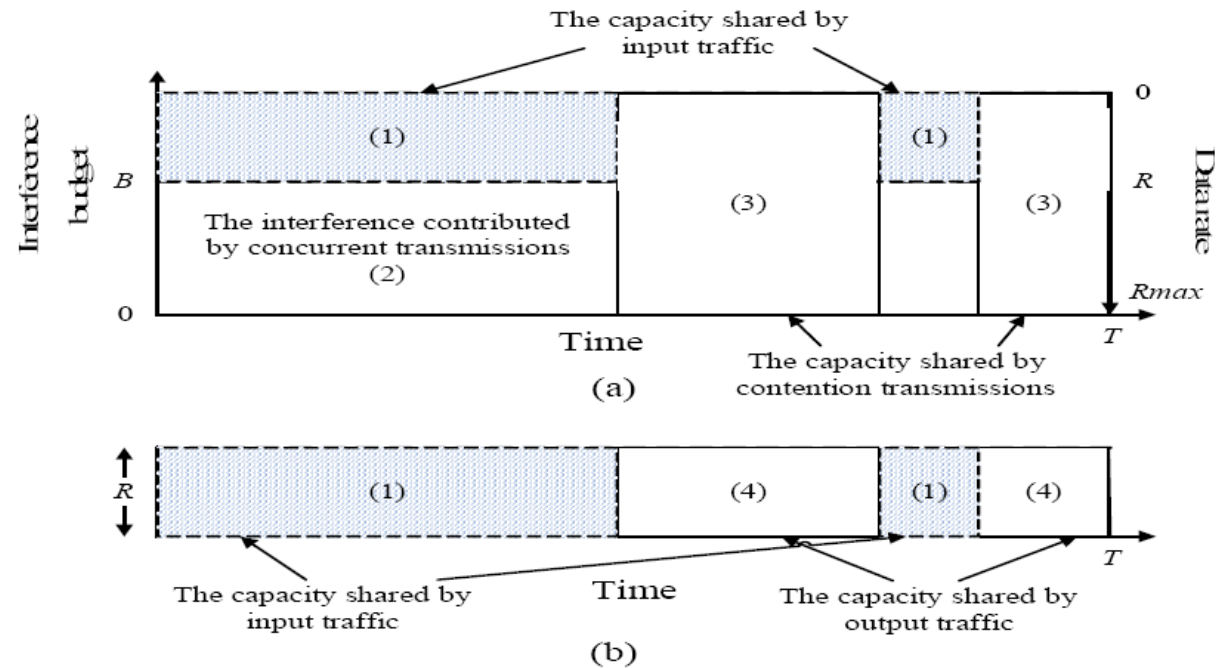 The capacity shared by
input traffic
Interference
budget
Data rate
0
(1)
(1)
B
R
The interference contributed
by concurrent transmissions
(2)
(3)
(3)
0
Rmax
T
Time
The capacity shared by
contention transmissions
(a)
R
(1)
(4)
(1)
(4)
T
The capacity shared by
input traffic
Time
The capacity shared by
output traffic
(b)